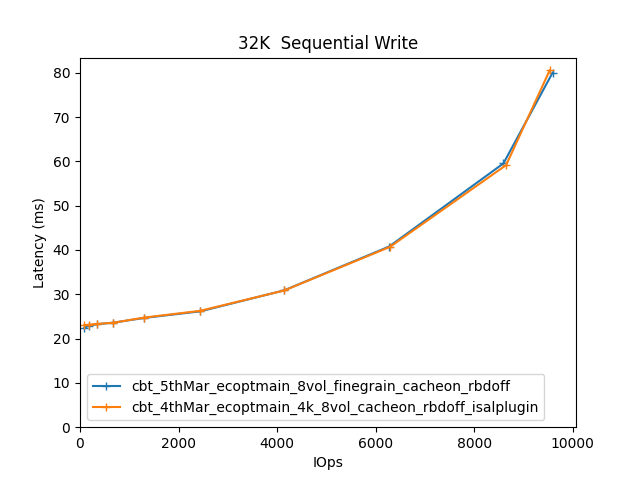 32K  Sequential Write
80
70
60
50
40
30
20
10
0
Latency (ms)
cbt_5thMar_ecoptmain_8vol_finegrain_cacheon_rbdoff
cbt_4thMar_ecoptmain_4k_8vol_cacheon_rbdoff_isalplugin
0 2000 4000 6000 8000 10000
IOps